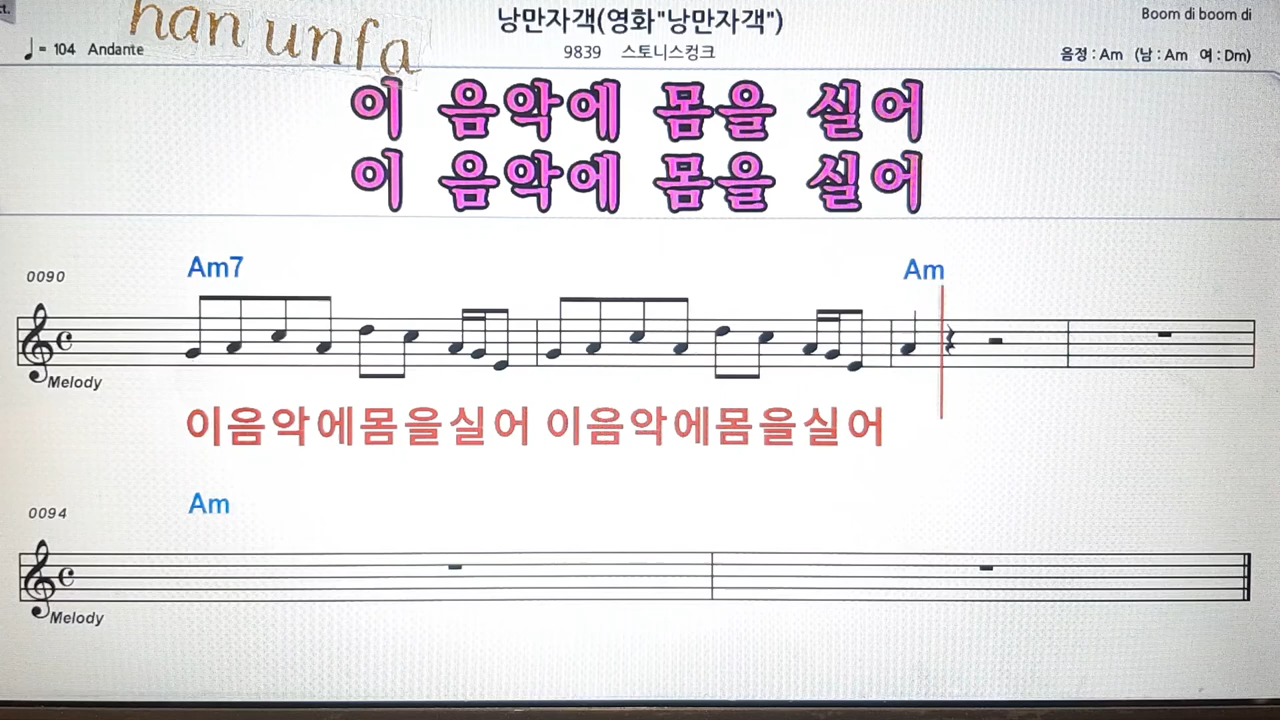 ct.
han unfa
낭만자객(영화"낭만자객")
Boom di boom di
♩= 104 Andante
9839 스토니스컹크
음정 : Am (남 : Am 여 : Dm)
이 음악에 몸을 실어
이 음악에 몸을 실어
0090
Am7
Am
Melody
이음악에몸을실어 이음악에몸을실어
0094
Am
Melody